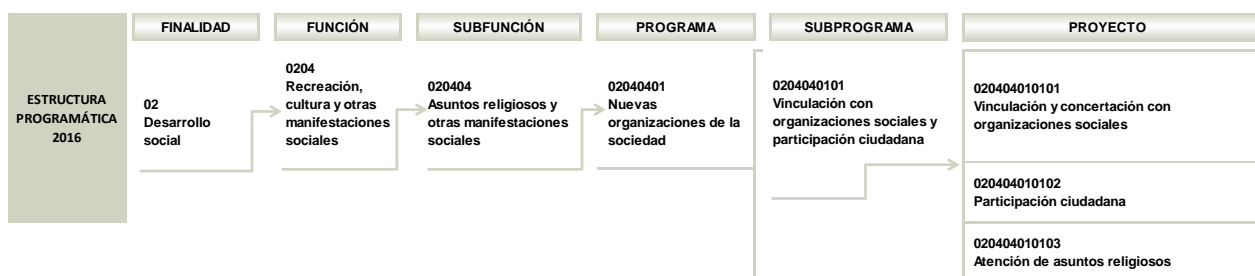 FINALIDAD
FUNCIÓN
SUBFUNCIÓN
PROGRAMA
SUBPROGRAMA
PROYECTO
ESTRUCTURA
PROGRAMÁTICA
2016
02
Desarrollo
social
0204
Recreación,
cultura y otras
manifestaciones
sociales
020404
Asuntos religiosos y
otras manifestaciones
sociales
02040401
Nuevas
organizaciones de la
sociedad
0204040101
Vinculación con
organizaciones sociales y
participación ciudadana
020404010101
Vinculación y concertación con
organizaciones sociales
020404010102
Participación ciudadana
020404010103
Atención de asuntos religiosos